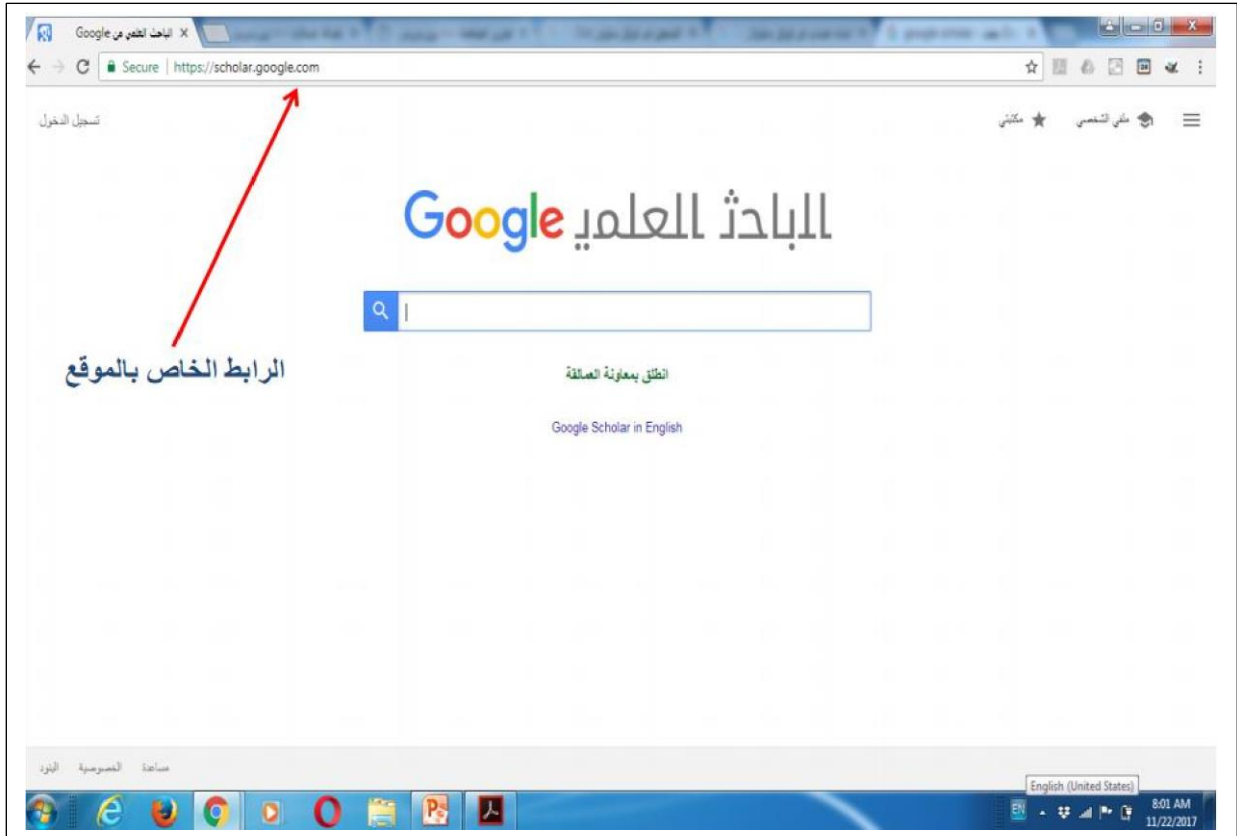 الباحث العلمي من Google
Secure | https://scholar.google.com
ملفي الشخصي
مكتبتي
تسجيل الدخول
الباحث العلمي Google
الرابط الخاص بالموقع
انطلق بمعاونة العمالقة
Google Scholar in English
مساعدة الخصوصية البنود
English (United States)
EN
8:01 AM
11/22/2017